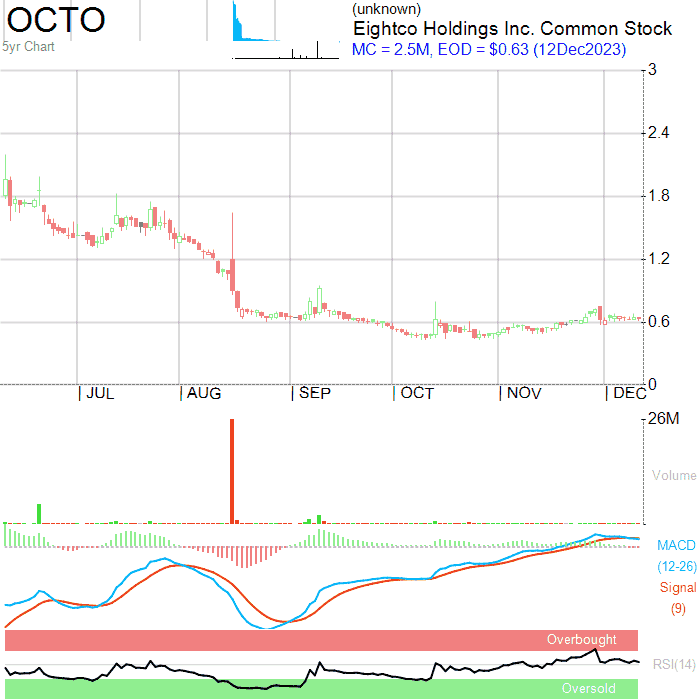 OCTO
(unknown)
Eightco Holdings Inc. Common Stock
5yr Chart
MC = 2.5M, EOD = $0.63 (12Dec2023)
3
2.4
1.8
1.2
0.6
0
JUL
AUG
SEP
OCT
NOV
DEC
26M
Volume
MACD
(12-26)
Signal
(9)
Overbought
RSI(14)
Oversold